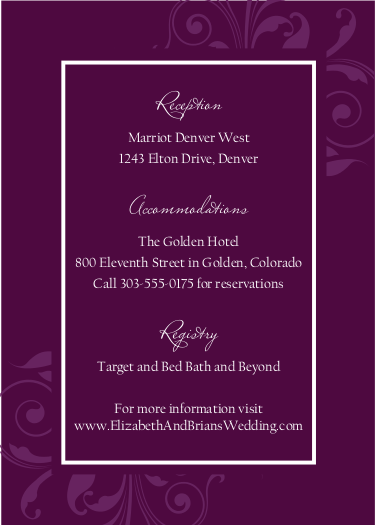 Reception
Marriot Denver West
1243 Elton Drive, Denver
Accommodations
The Golden Hotel
800 Eleventh Street in Golden, Colorado
Call 303-555-0175 for reservations
Registry
Target and Bed Bath and Beyond
For more information visit
www.ElizabethAndBriansWedding.com